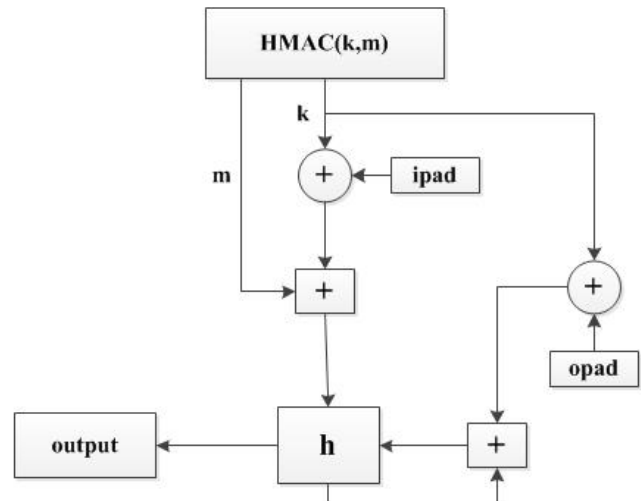 HMAC(k,m)
k
m
+
ipad
+
+
opad
output
h
+